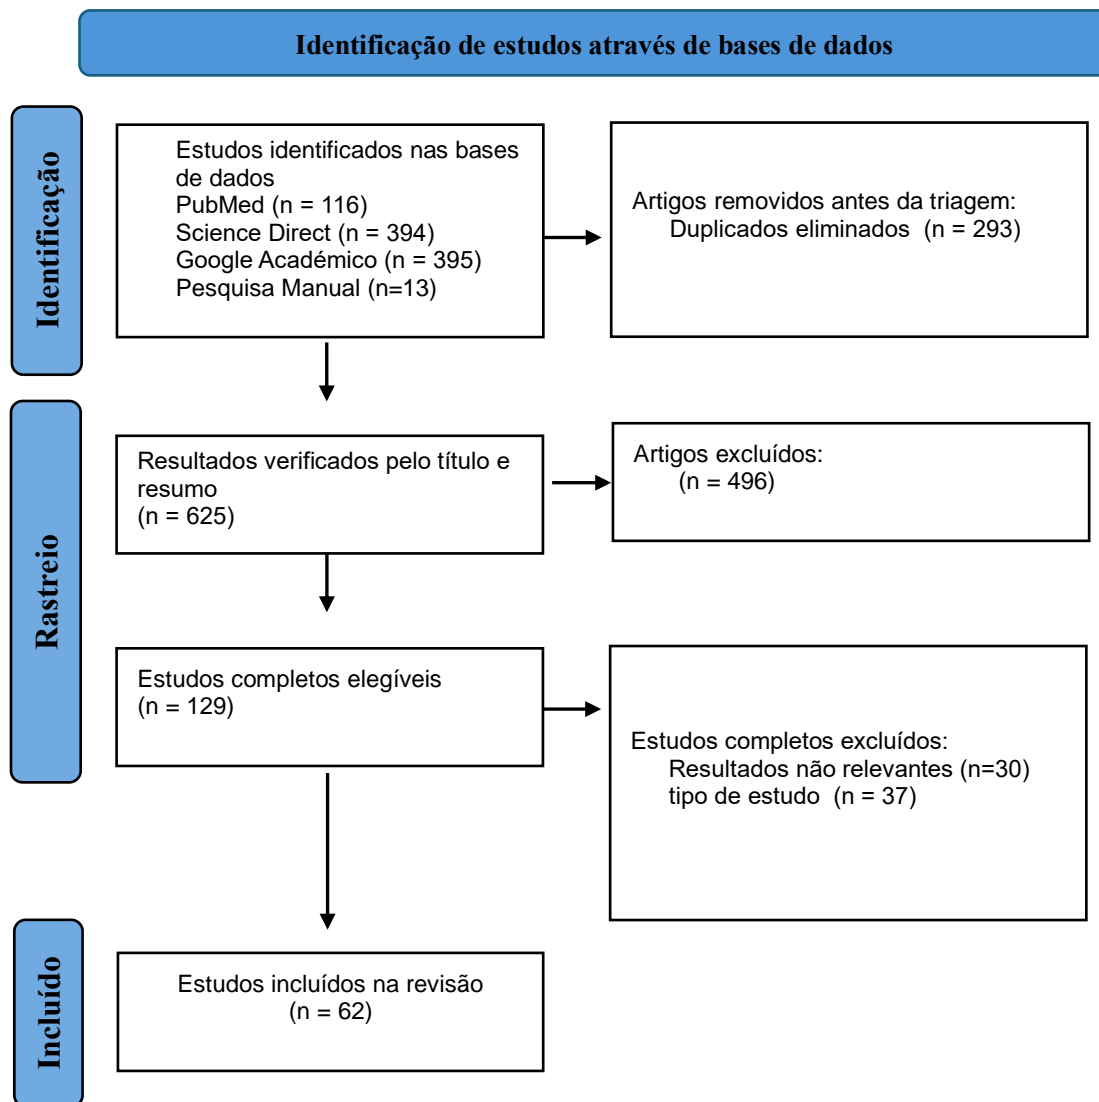 Identificação de estudos através de bases de dados
Identificação
Estudos identificados nas bases
de dados
PubMed (n = 116)
Science Direct (n = 394)
Google Académico (n = 395)
Pesquisa Manual (n=13)
Artigos removidos antes da triagem:
Duplicados eliminados (n = 293)
Rastreio
Resultados verificados pelo título e
resumo
(n = 625)
Artigos excluídos:
(n = 496)
Estudos completos elegíveis
(n = 129)
Estudos completos excluídos:
Resultados não relevantes (n=30)
tipo de estudo (n = 37)
Incluído
Estudos incluídos na revisão
(n = 62)